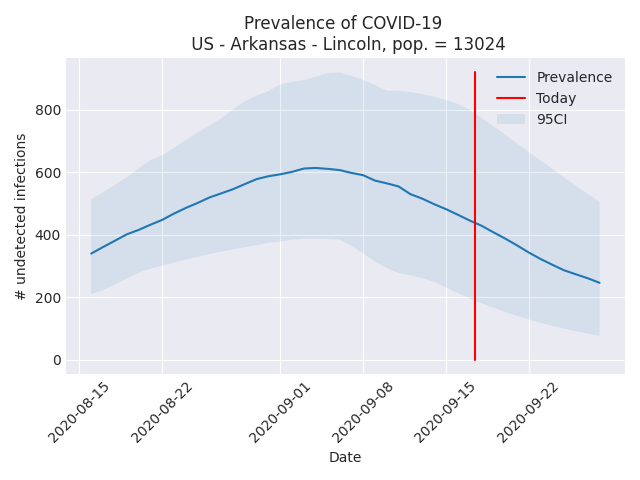 Prevalence of COVID-19
US - Arkansas - Lincoln, pop. = 13024
Prevalence
Today
95CI
# undetected infections
800
600
400
200
0
2020-08-15
2020-08-22
2020-09-01
2020-09-08
2020-09-15
2020-09-22
Date